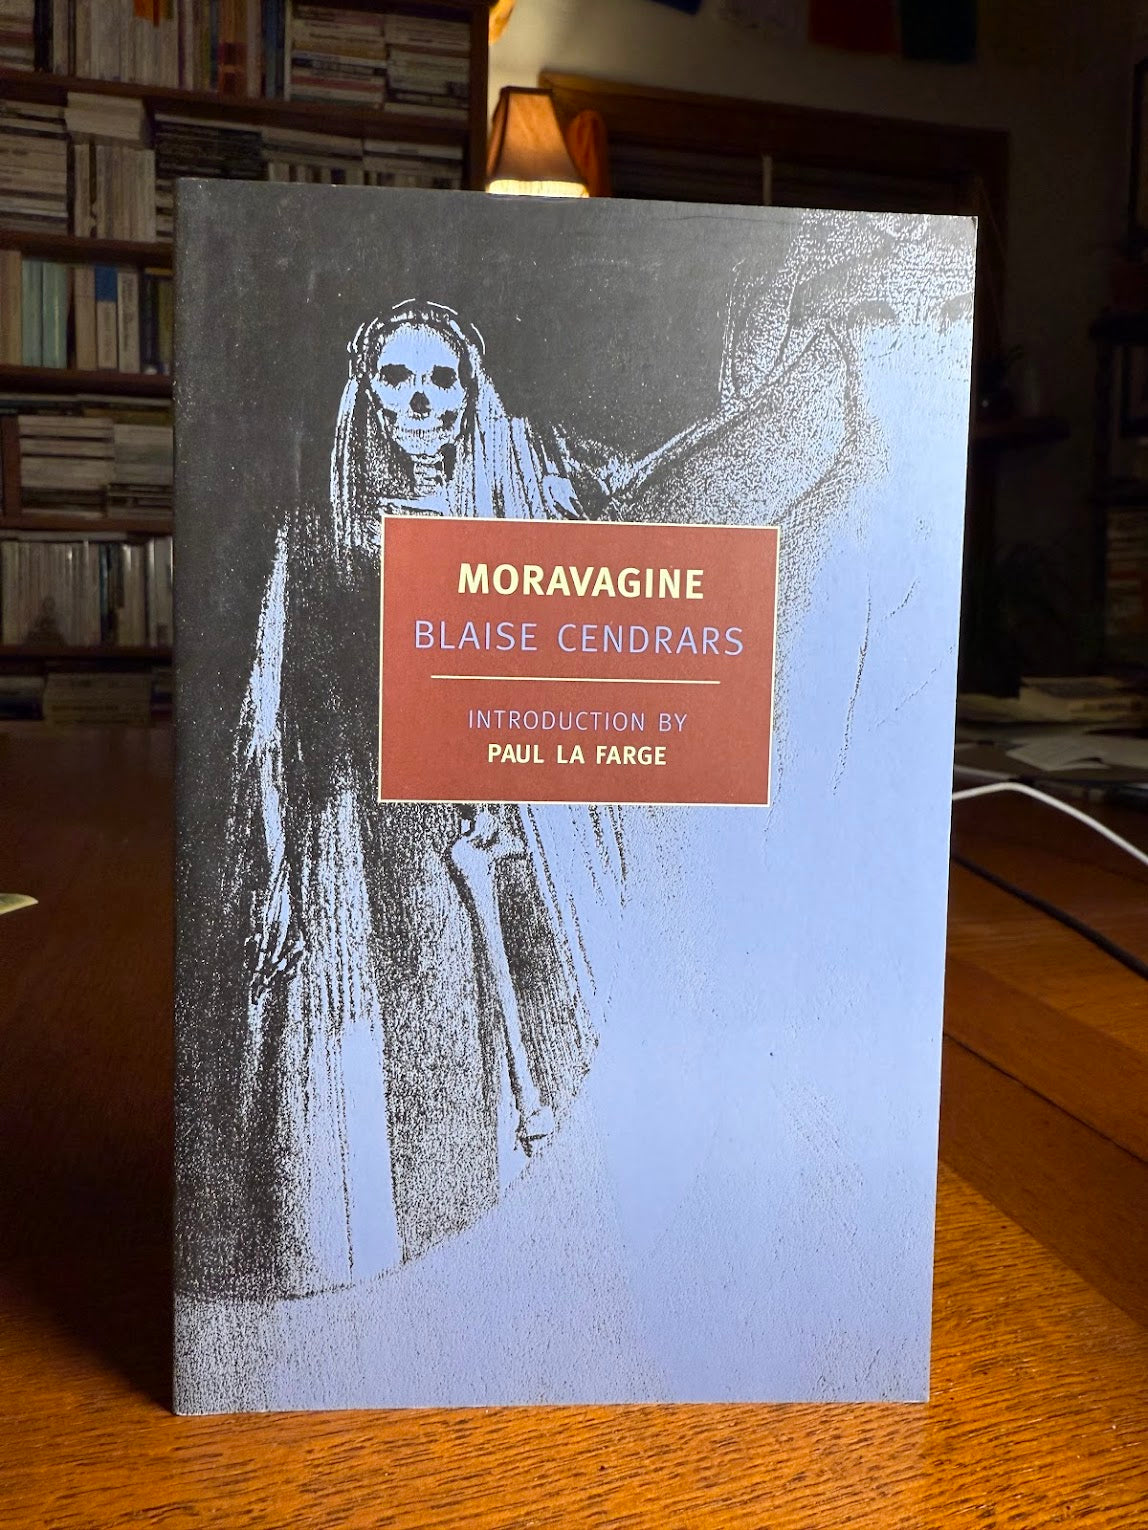 MORAVAGINE
BLAISE CENDRARS
INTRODUCTION BY
PAUL LA FARGE